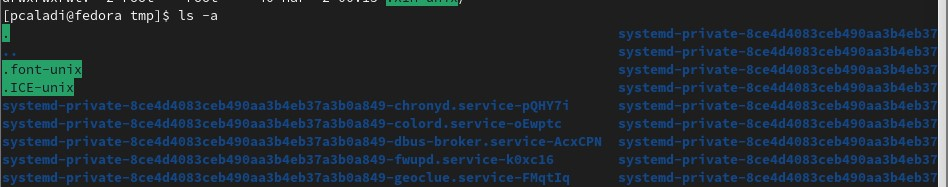 [pcaladi@fedora tmp]$ ls -a
. systemd-private-8ce4d4083ceb490aa3b4eb37
.. systemd-private-8ce4d4083ceb490aa3b4eb37
.font-unix systemd-private-8ce4d4083ceb490aa3b4eb37
.ICE-unix systemd-private-8ce4d4083ceb490aa3b4eb37
systemd-private-8ce4d4083ceb490aa3b4eb37a3b0a849-chronyd.service-pQHY7i systemd-private-8ce4d4083ceb490aa3b4eb37
systemd-private-8ce4d4083ceb490aa3b4eb37a3b0a849-colord.service-oEwptc systemd-private-8ce4d4083ceb490aa3b4eb37
systemd-private-8ce4d4083ceb490aa3b4eb37a3b0a849-dbus-broker.service-AcxCPN systemd-private-8ce4d4083ceb490aa3b4eb37
systemd-private-8ce4d4083ceb490aa3b4eb37a3b0a849-fwupd.service-k0xc16 systemd-private-8ce4d4083ceb490aa3b4eb37
systemd-private-8ce4d4083ceb490aa3b4eb37a3b0a849-geoclue.service-FMqtIq systemd-private-8ce4d4083ceb490aa3b4eb37